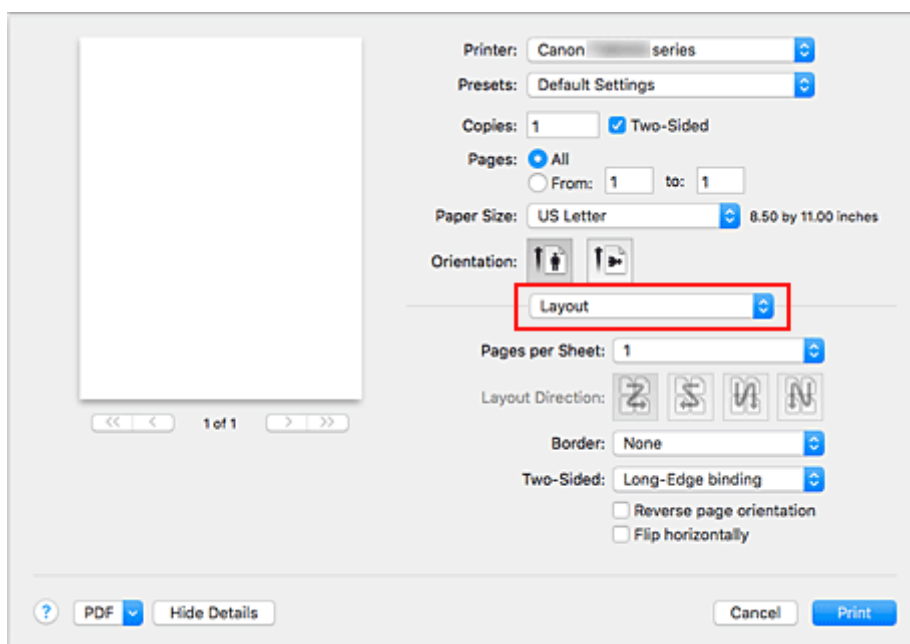 Printer: Canon series
Presets: Default Settings
Copies: 1 Two-Sided
Pages: All
From: 1 to: 1
Paper Size: US Letter 8.50 by 11.00 inches
Orientation:
Layout
Pages per Sheet: 1
Layout Direction:
1 of 1
Border: None
Two-Sided: Long-Edge binding
Reverse page orientation
Flip horizontally
? PDF Hide Details Cancel Print